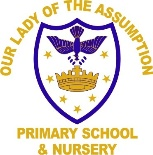 OUR LADY OF THE ASSUMPTION
PRIMARY SCHOOL
& NURSERY